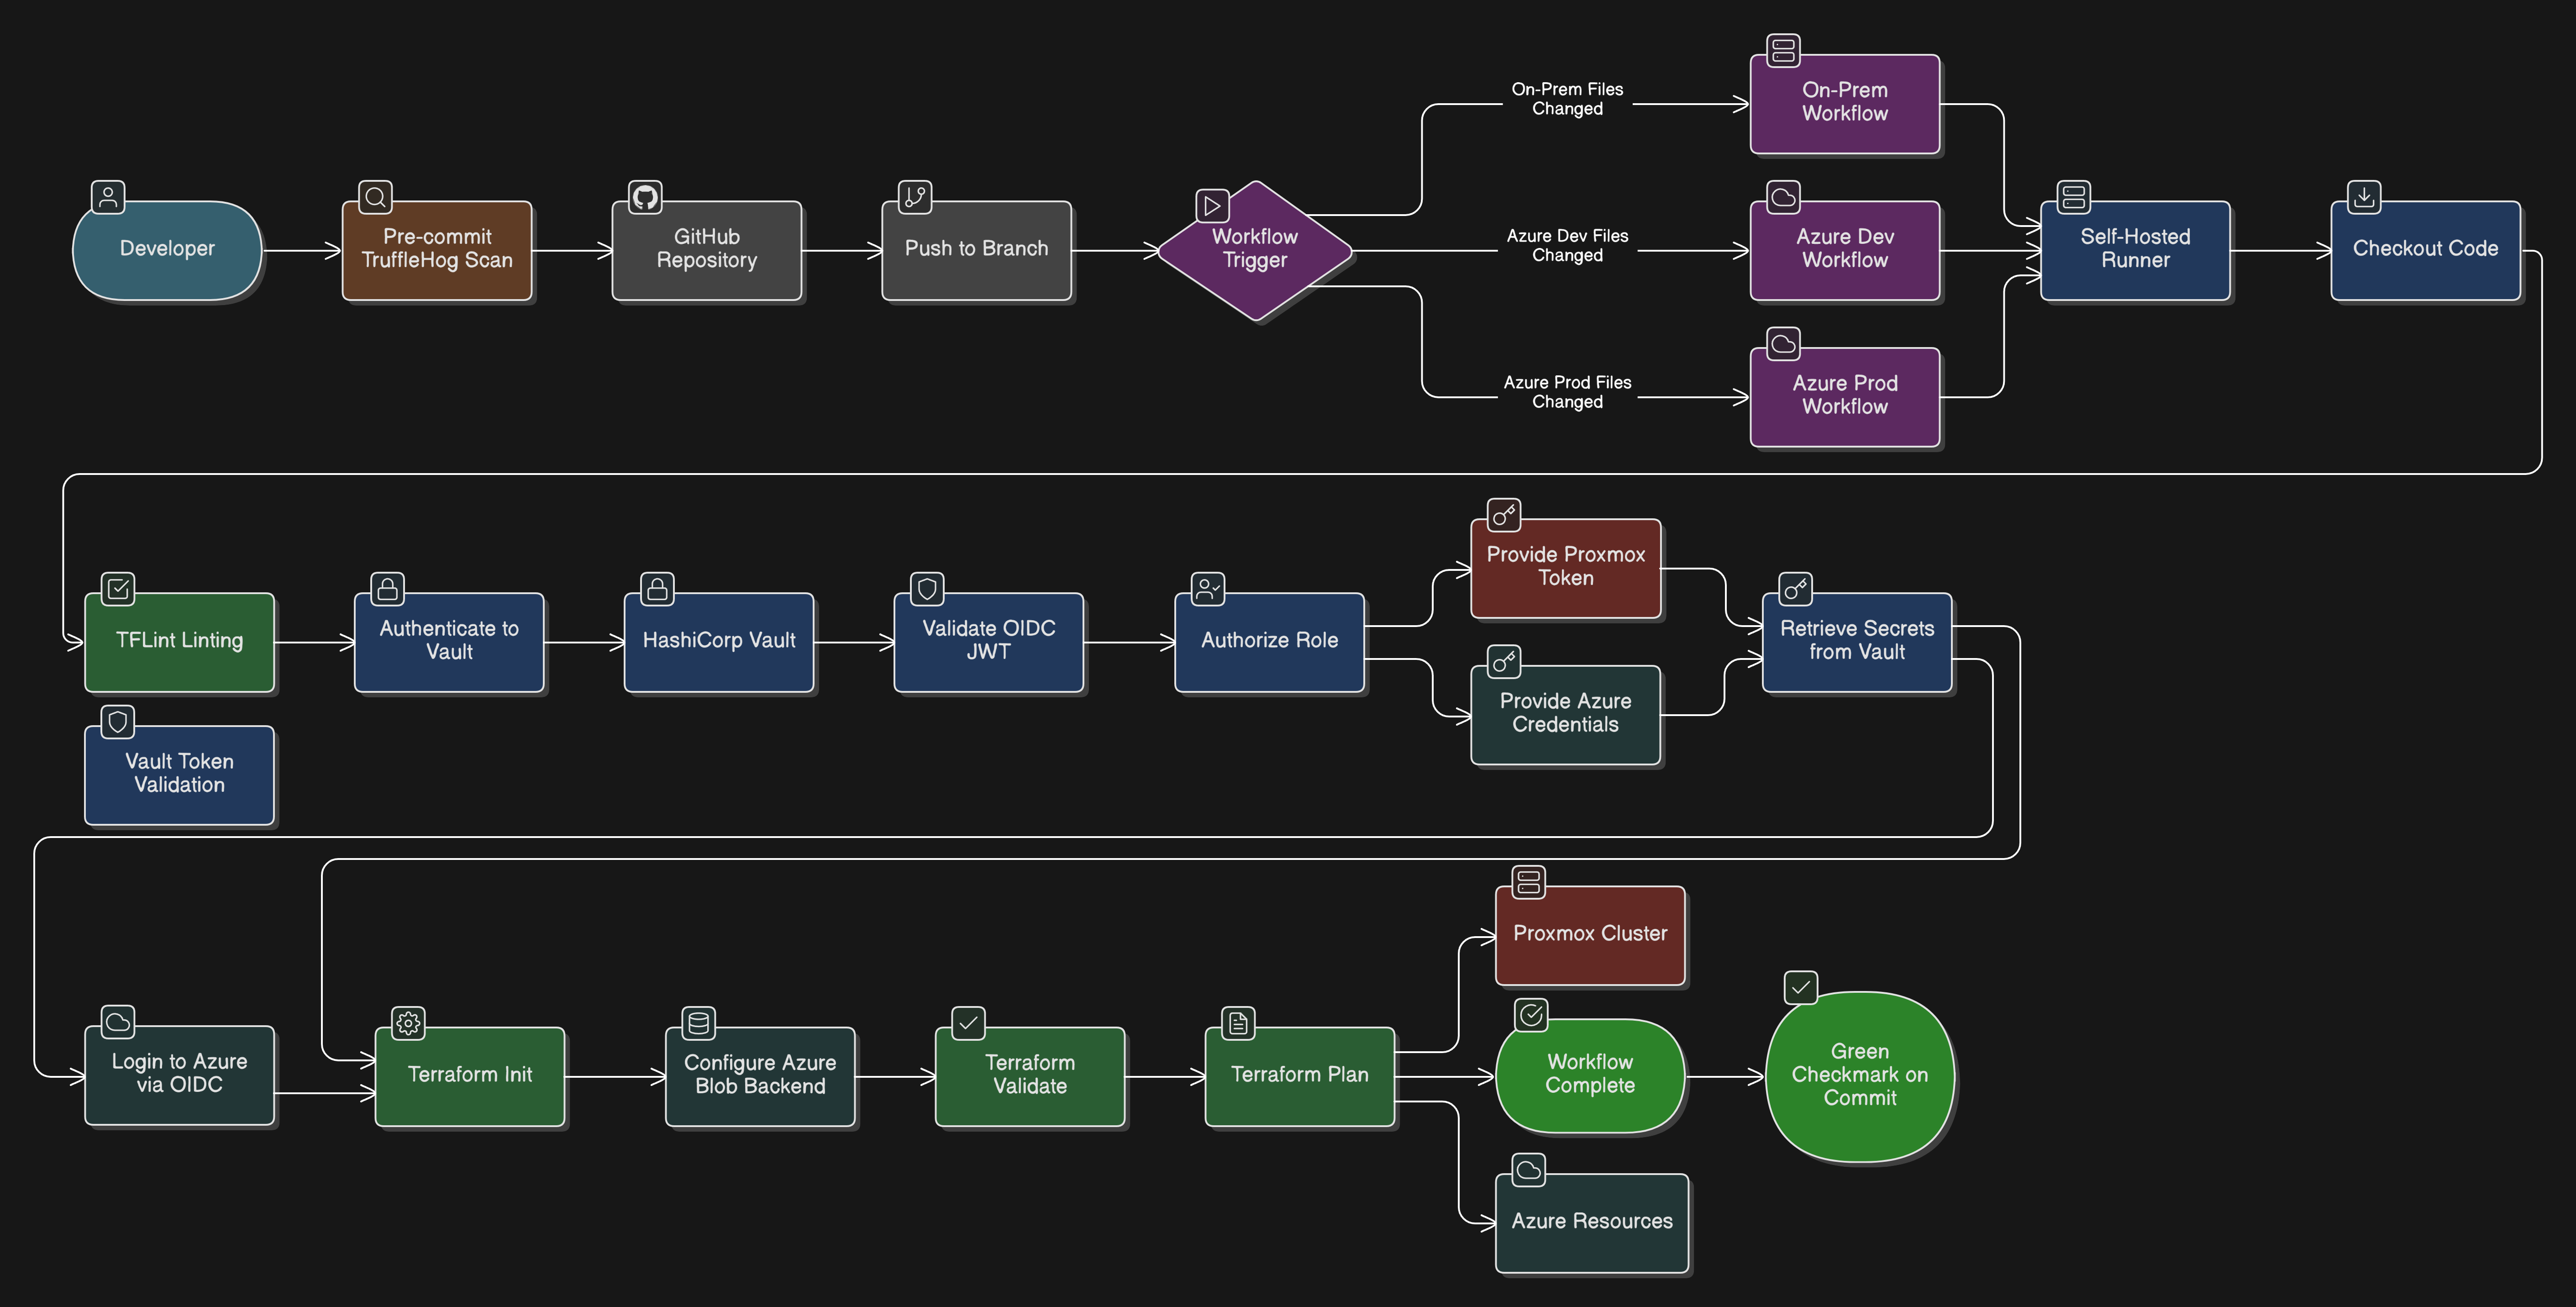 Developer
Pre-commit
TruffleHog Scan
GitHub
Repository
Push to Branch
Workflow
Trigger
On-Prem Files
Changed
Azure Dev Files
Changed
Azure Prod Files
Changed
On-Prem
Workflow
Azure Dev
Workflow
Azure Prod
Workflow
Self-Hosted
Runner
Checkout Code
TFLint Linting
Authenticate to
Vault
HashiCorp Vault
Validate OIDC
JWT
Authorize Role
Provide Proxmox
Token
Provide Azure
Credentials
Retrieve Secrets
from Vault
Vault Token
Validation
Login to Azure
via OIDC
Terraform Init
Configure Azure
Blob Backend
Terraform
Validate
Terraform Plan
Proxmox Cluster
Workflow
Complete
Azure Resources
Green
Checkmark on
Commit